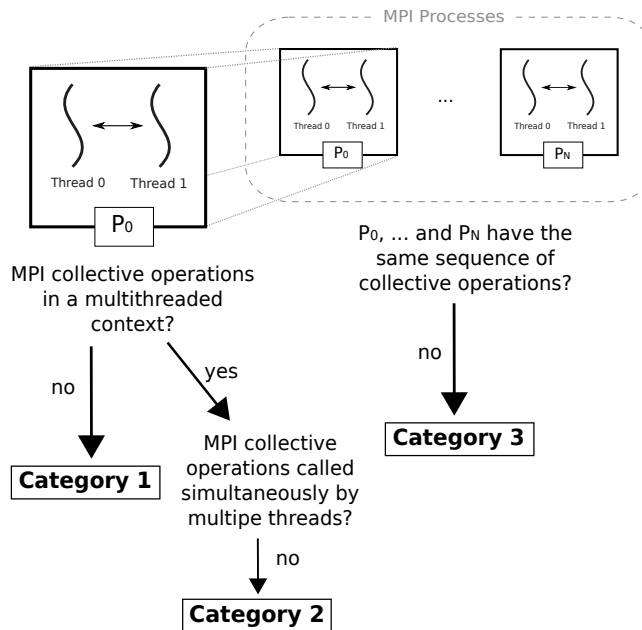 MPI Processes
Thread 0 Thread 1
P0
Thread 0 Thread 1
P0
...
Thread 0 Thread 1
PN
MPI collective operations
in a multithreaded
context?
P0, ... and PN have the
same sequence of
collective operations?
no
yes
no
Category 1
MPI collective
operations called
simultaneously by
multipe threads?
Category 3
no
Category 2